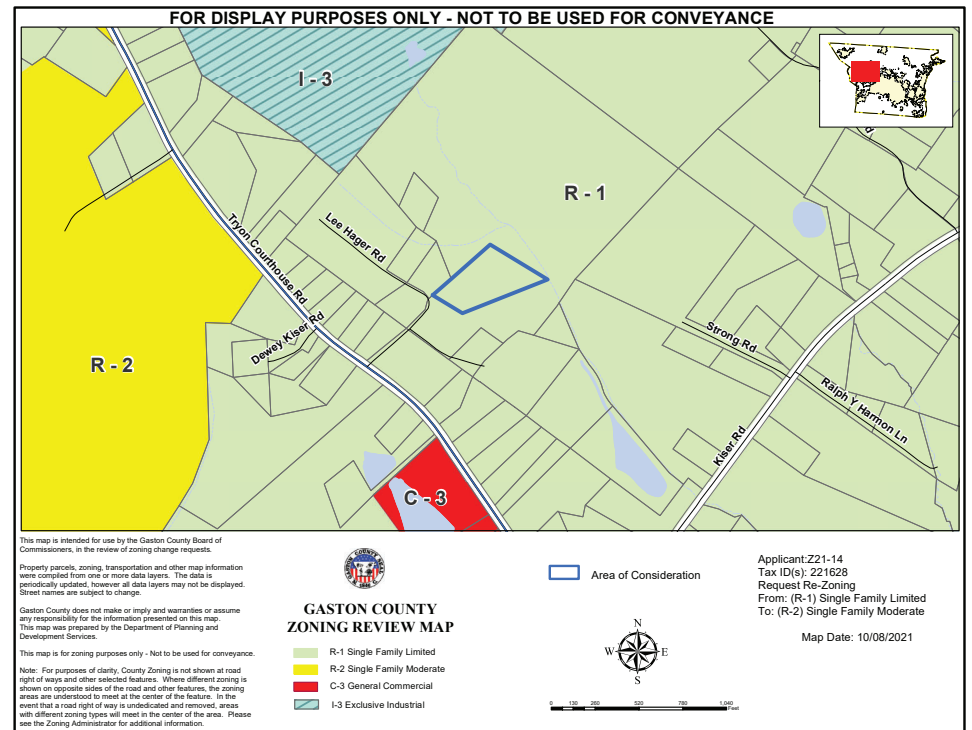 FOR DISPLAY PURPOSES ONLY - NOT TO BE USED FOR CONVEYANCE
I - 3
R - 1
Lee Hager Rd
Tryon Courthouse Rd
Dewey Kiser Rd
R - 2
Strong Rd
Ralph Y Harmon Ln
Kiser Rd
C - 3
This map is intended for use by the Gaston County Board of
Commissioners, in the review of zoning change requests.
Property parcels, zoning, transportation and other map information
were compiled from one or more data layers. The data is
periodically updated, however all data layers may not be displayed.
Street names are subject to change.
Gaston County does not make or imply and warranties or assume
any responsibility for the information presented on this map.
This map was prepared by the Department of Planning and
Development Services.
This map is for zoning purposes only - Not to be used for conveyance.
Note: For purposes of clarity, County Zoning is not shown at road
right of ways and other selected features. Where different zoning is
shown on opposite sides of the road and other features, the zoning
areas are understood to meet at the center of the feature. In the
event that a road right of way is undedicated and removed, areas
with different zoning types will meet in the center of the area. Please
see the Zoning Administrator for additional information.
GASTON COUNTY
ZONING REVIEW MAP
R-1 Single Family Limited
R-2 Single Family Moderate
C-3 General Commercial
I-3 Exclusive Industrial
Area of Consideration
N
W E
S
0 130 260 520 780 1,040
Feet
Applicant:Z21-14
Tax ID(s): 221628
Request Re-Zoning
From: (R-1) Single Family Limited
To: (R-2) Single Family Moderate
Map Date: 10/08/2021